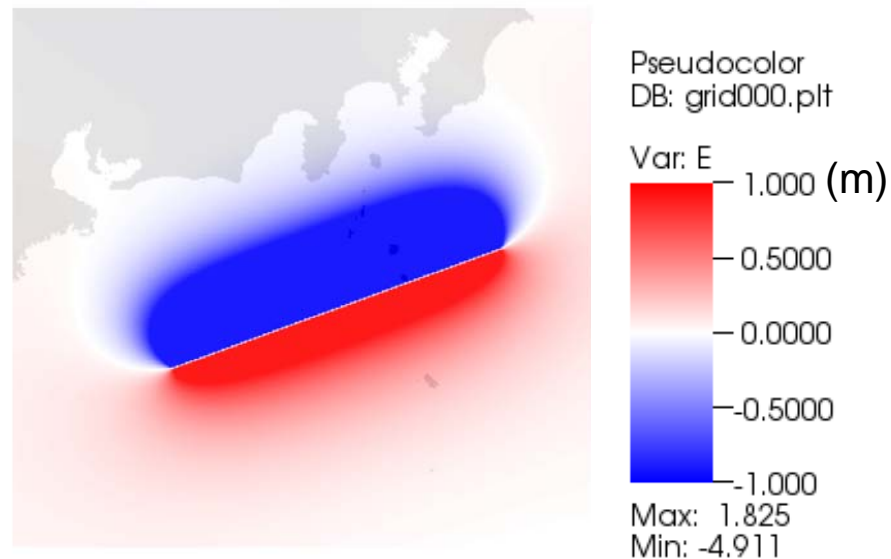 Pseudocolor
DB: grid000.plt
Var: E
1.000 (m)
0.5000
0.0000
-0.5000
-1.000
Max: 1.825
Min: -4.911